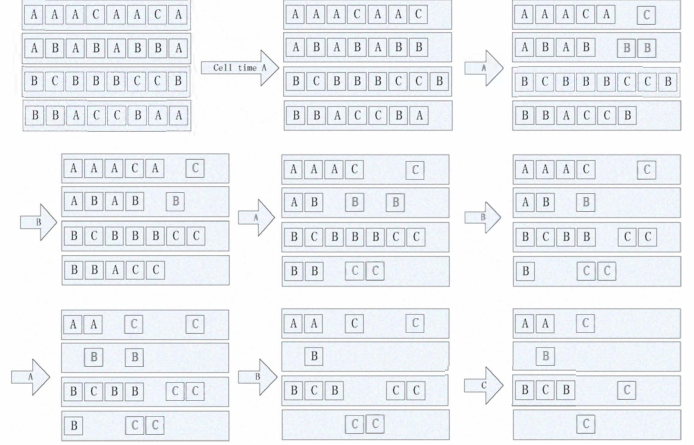 A A A C A A C A
A B A B A B B A
B C B B B C C B
B B A C C B A A
Cell time A
A A A C A A C
A B A B A B B
B C B B B C C B
B B A C C B A
A
A A A C A C
A B A B B B
B C B B B C C B
B B A C C B
B
A A A C A C
A B A B B
B C B B B C C
B B A C C
A
A A A C C
A B B B
B C B B B C C
B B C C
B
A A A C C
A B B
B C B B C C
B C C
A
A A C C
B B
B C B B C C
B C C
B
A A C C
B
B C B C C
C C
C
A A C
B
B C B C
C